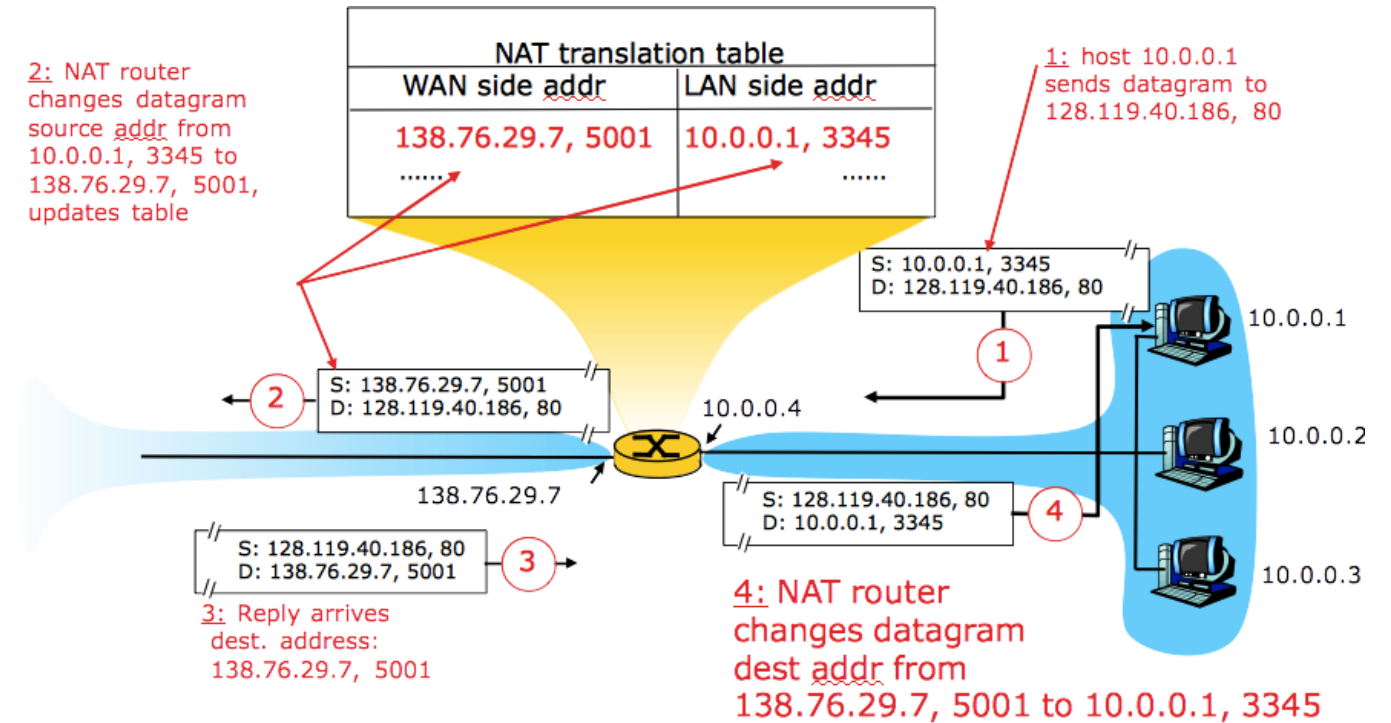 NAT translation table
WAN side addr
LAN side addr
138.76.29.7, 5001
10.0.0.1, 3345
......
......
1: host 10.0.0.1
sends datagram to
128.119.40.186, 80
2: NAT router
changes datagram
source addr from
10.0.0.1, 3345 to
138.76.29.7, 5001,
updates table
S: 10.0.0.1, 3345
D: 128.119.40.186, 80
1
10.0.0.1
S: 138.76.29.7, 5001
D: 128.119.40.186, 80
2
10.0.0.4
10.0.0.2
138.76.29.7
S: 128.119.40.186, 80
D: 10.0.0.1, 3345
4
S: 128.119.40.186, 80
D: 138.76.29.7, 5001
3
10.0.0.3
3: Reply arrives
dest. address:
138.76.29.7, 5001
4: NAT router
changes datagram
dest addr from
138.76.29.7, 5001 to 10.0.0.1, 3345